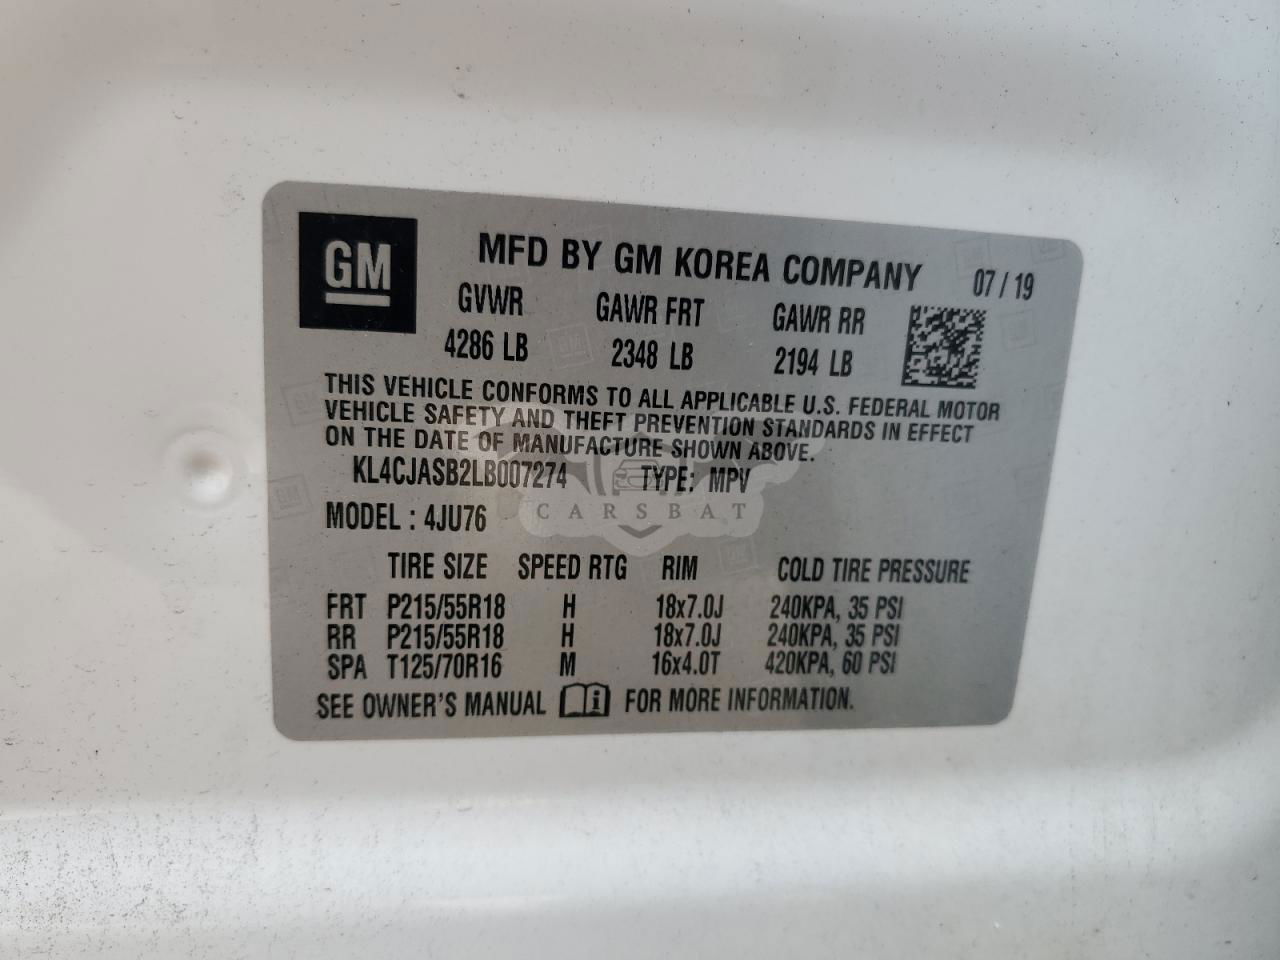 GM
MFD BY GM KOREA COMPANY 07/19
GVWR GAWR FRT GAWR RR
4286 LB 2348 LB 2194 LB
THIS VEHICLE CONFORMS TO ALL APPLICABLE U.S. FEDERAL MOTOR
VEHICLE SAFETY AND THEFT PREVENTION STANDARDS IN EFFECT
ON THE DATE OF MANUFACTURE SHOWN ABOVE.
KL4CJASB2LB007274 TYPE: MPV
CARSBAT
MODEL : 4JU76
TIRE SIZE SPEED RTG RIM COLD TIRE PRESSURE
FRT P215/55R18 H 18x7.0J 240KPA, 35 PSI
RR P215/55R18 H 18x7.0J 240KPA, 35 PSI
SPA T125/70R16 M 16x4.0T 420KPA, 60 PSI
SEE OWNER'S MANUAL i FOR MORE INFORMATION.